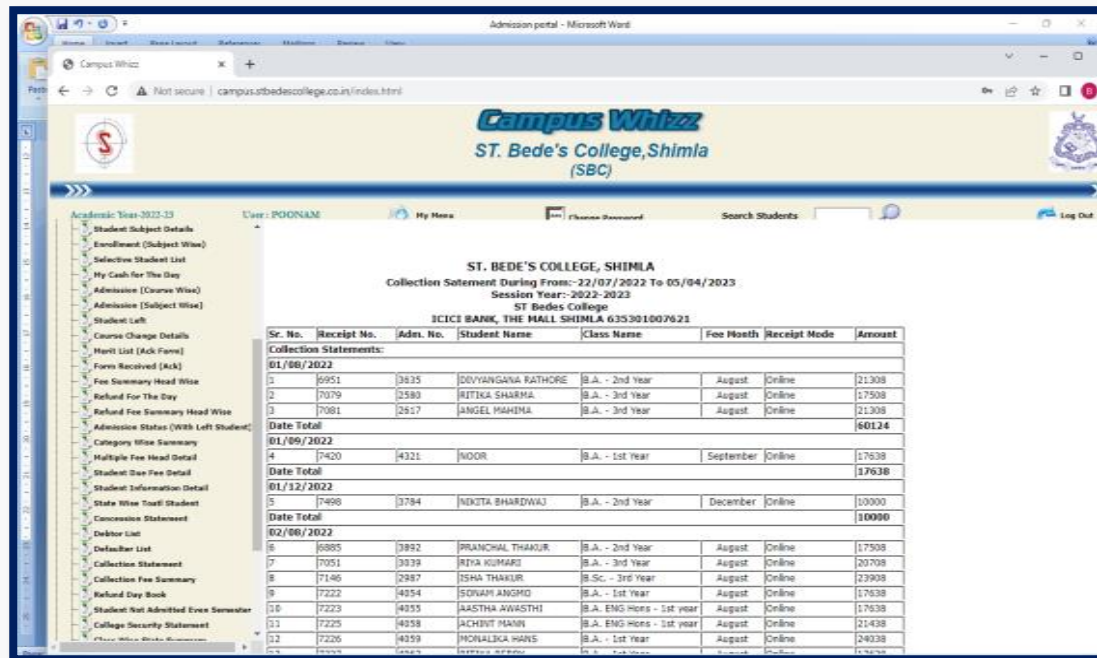 Admission portal - Microsoft Word
Home Insert Page Layout References Mailings Review View
Paste
Campus Whizz
Not secure | campus.stbedescollege.co.in/index.html
Campus Whizz
ST. Bede's College,Shimla
(SBC)
Academic Year-2022-23 User : POONAM My Menu Change Password Search Students Log Out
Student Subject Details
Enrollment (Subject Wise)
Selective Student List
My Cash for The Day
Admission (Course Wise)
Admission [Subject Wise]
Student Left
Course Change Details
Merit List [Ack Form]
Form Received [Ack]
Fee Summary Head Wise
Refund For The Day
Refund Fee Summary Head Wise
Admission Status (With Left Student)
Category Wise Summary
Multiple Fee Head Detail
Student Due Fee Detail
Student Information Detail
State Wise Toatl Student
Concession Statement
Debtor List
Defaulter List
Collection Statement
Collection Fee Summary
Refund Day Book
Student Not Admitted Even Semester
College Security Statement
Class Wise State Summary
ST. BEDE'S COLLEGE, SHIMLA
Collection Satement During From:-22/07/2022 To 05/04/2023
Session Year:-2022-2023
ST Bedes College
ICICI BANK, THE MALL SHIMLA 635301007621
Sr. No. Receipt No. Adm. No. Student Name Class Name Fee Month Receipt Mode Amount
Collection Statements:
01/08/2022
1 6951 3835 DIVYANGANA RATHORE B.A. - 2nd Year August Online 21308
2 7079 2580 RITIKA SHARMA B.A. - 3rd Year August Online 17508
3 7081 2617 ANGEL MAHIMA B.A. - 3rd Year August Online 21308
Date Total 60124
01/09/2022
4 7420 4321 NOOR B.A. - 1st Year September Online 17638
Date Total 17638
01/12/2022
5 7498 3784 NIKITA BHARDWAJ B.A. - 2nd Year December Online 10000
Date Total 10000
02/08/2022
6 6885 3892 PRANCHAL THAKUR B.A. - 2nd Year August Online 17508
7 7051 3039 RIYA KUMARI B.A. - 3rd Year August Online 20708
8 7146 2987 ISHA THAKUR B.Sc. - 3rd Year August Online 23908
9 7222 4054 SONAM ANGMO B.A. - 1st Year August Online 17638
10 7223 4055 AASTHA AWASTHI B.A. ENG Hons - 1st year August Online 17638
11 7225 4058 ACHINT MANN B.A. ENG Hons - 1st year August Online 21438
12 7226 4059 MONALIKA HANS B.A. - 1st Year August Online 24038